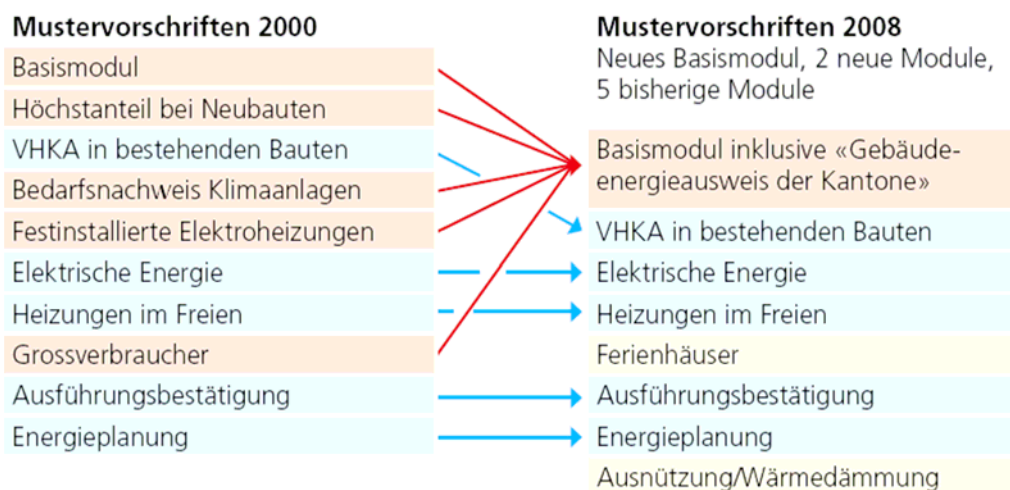 Mustervorschriften 2000
Basismodul
Höchstanteil bei Neubauten
VHKA in bestehenden Bauten
Bedarfsnachweis Klimaanlagen
Festinstallierte Elektroheizungen
Elektrische Energie
Heizungen im Freien
Grossverbraucher
Ausführungsbestätigung
Energieplanung
Mustervorschriften 2008
Neues Basismodul, 2 neue Module,
5 bisherige Module
Basismodul inklusive «Gebäude-
energieausweis der Kantone»
VHKA in bestehenden Bauten
Elektrische Energie
Heizungen im Freien
Ferienhäuser
Ausführungsbestätigung
Energieplanung
Ausnützung/Wärmedämmung